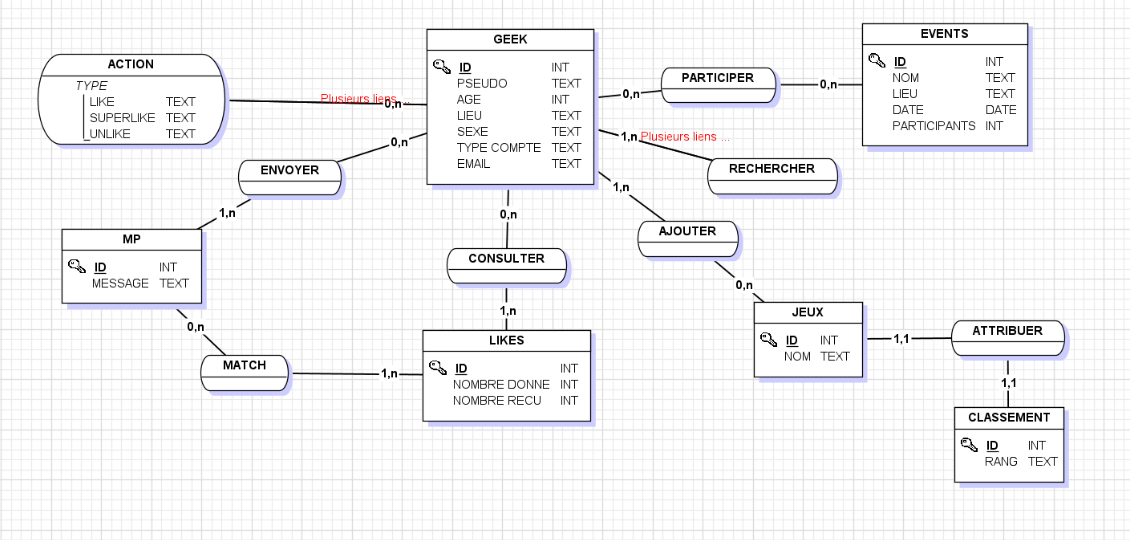 ACTION
TYPE
LIKE TEXT
SUPERLIKE TEXT
UNLIKE TEXT
Plusieurs liens ...
0,n
GEEK
ID INT
PSEUDO TEXT
AGE INT
LIEU TEXT
SEXE TEXT
TYPE COMPTE TEXT
EMAIL TEXT
0,n
PARTICIPER
0,n
EVENTS
ID INT
NOM TEXT
LIEU TEXT
DATE DATE
PARTICIPANTS INT
1,n
Plusieurs liens ...
RECHERCHER
0,n
ENVOYER
1,n
MP
ID INT
MESSAGE TEXT
0,n
MATCH
1,n
0,n
CONSULTER
1,n
LIKES
ID INT
NOMBRE DONNE INT
NOMBRE RECU INT
1,n
AJOUTER
0,n
JEUX
ID INT
NOM TEXT
1,1
ATTRIBUER
1,1
CLASSEMENT
ID INT
RANG TEXT